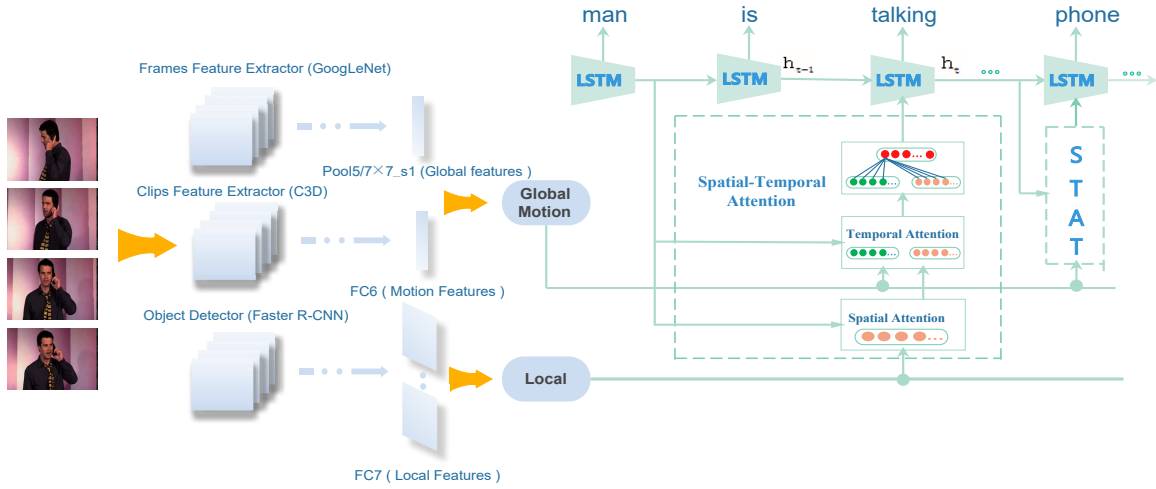 man is talking phone
LSTM LSTM LSTM LSTM
h_{t-1} h_t
Frames Feature Extractor (GoogLeNet)
Pool5/7×7_s1 (Global features )
Clips Feature Extractor (C3D)
FC6 ( Motion Features )
Object Detector (Faster R-CNN)
FC7 ( Local Features )
Global
Motion
Local
Spatial-Temporal
Attention
Temporal Attention
Spatial Attention
S
T
A
T